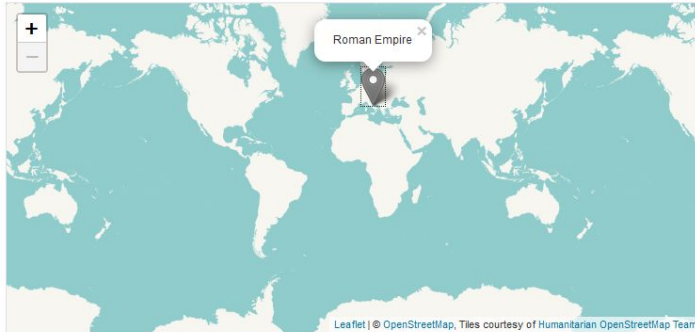 +
−
Roman Empire
×
Leaflet | © OpenStreetMap, Tiles courtesy of Humanitarian OpenStreetMap Team